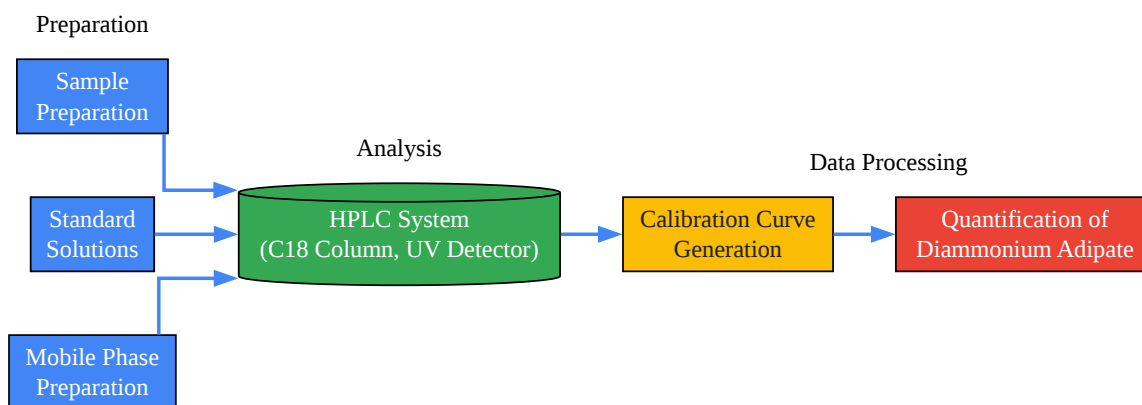 Preparation
Sample
Preparation
Standard
Solutions
Mobile Phase
Preparation
Analysis
HPLC System
(C18 Column, UV Detector)
Data Processing
Calibration Curve
Generation
Quantification of
Diammonium Adipate